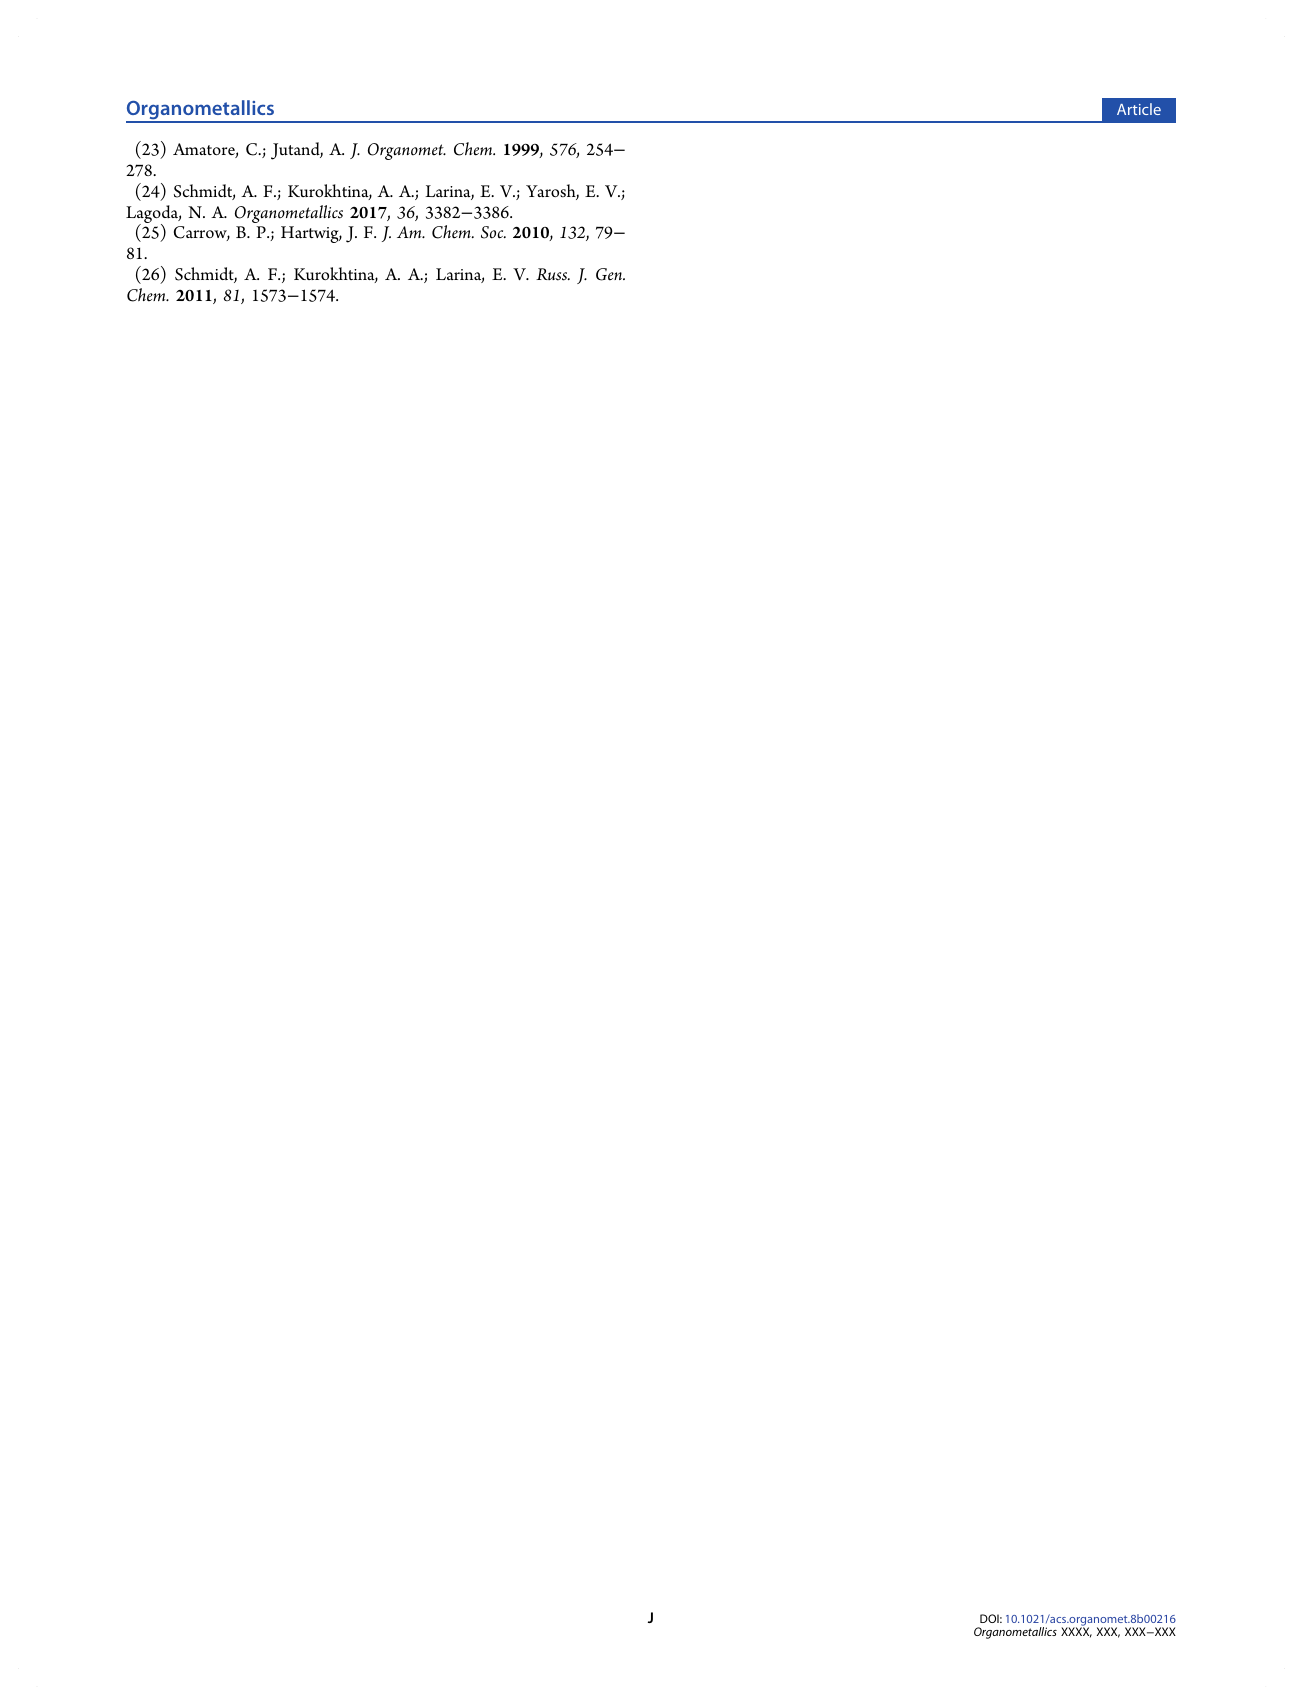 Organometallics
Article
(23) Amatore, C.; Jutand, A. J. Organomet. Chem. 1999, 576, 254−
278.
(24) Schmidt, A. F.; Kurokhtina, A. A.; Larina, E. V.; Yarosh, E. V.;
Lagoda, N. A. Organometallics 2017, 36, 3382−3386.
(25) Carrow, B. P.; Hartwig, J. F. J. Am. Chem. Soc. 2010, 132, 79−
81.
(26) Schmidt, A. F.; Kurokhtina, A. A.; Larina, E. V. Russ. J. Gen.
Chem. 2011, 81, 1573−1574.
J
DOI: 10.1021/acs.organomet.8b00216
Organometallics XXXX, XXX, XXX−XXX